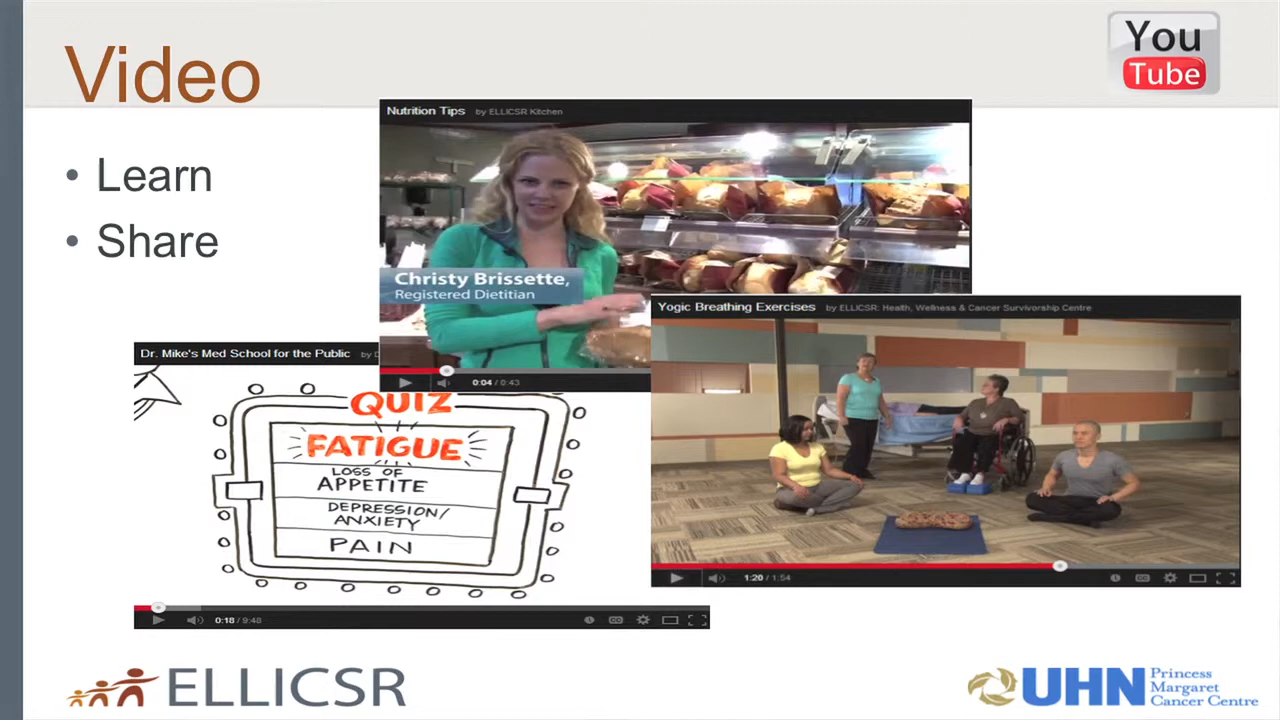 Video
You
Tube
• Learn
• Share
Nutrition Tips by ELLICSR Kitchen
Christy Brissette,
Registered Dietitian
0:04 / 0:43
Yogic Breathing Exercises by ELLICSR: Health, Wellness & Cancer Survivorship Centre
1:20 / 1:54
CC
Dr. Mike's Med School for the Public by D
QUIZ
FATIGUE
LOSS OF
APPETITE
DEPRESSION/
ANXIETY
PAIN
0:18 / 9:48
CC
ELLICSR
UHN
Princess
Margaret
Cancer Centre